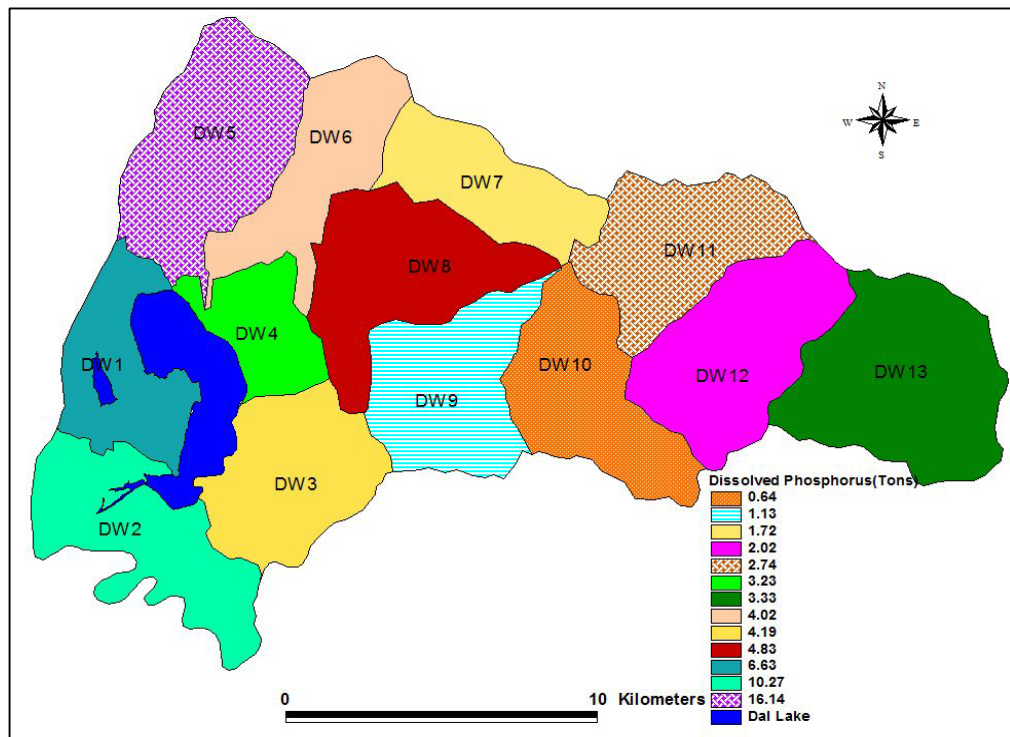 DW5
DW6
DW7
DW11
DW8
DW4
DW1
DW10
DW12
DW13
DW9
DW3
DW2
N
W E
S
Dissolved Phosphorus(Tons)
0.64
1.13
1.72
2.02
2.74
3.23
3.33
4.02
4.19
4.83
6.63
10.27
16.14
Dal Lake
0 10 Kilometers